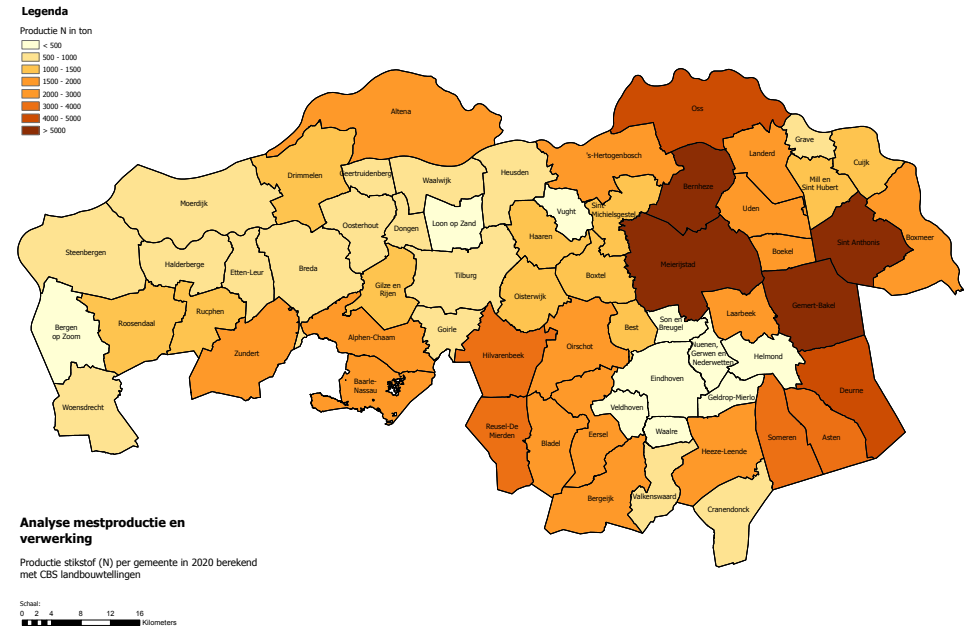 Legenda
Productie N in ton
< 500
500 - 1000
1000 - 1500
1500 - 2000
2000 - 3000
3000 - 4000
4000 - 5000
> 5000
Altena
Oss
Grave
's-Hertogenbosch
Landerd
Cuijk
Drimmelen
Geertruidenberg
Waalwijk
Heusden
Bernheze
Mill en
Sint Hubert
Moerdijk
Vught
Sint-
Michielsgestel
Uden
Oosterhout
Dongen
Loon op Zand
Haaren
Boxmeer
Sint Anthonis
Steenbergen
Halderberge
Etten-Leur
Breda
Tilburg
Boxtel
Meierijstad
Boekel
Gilze en
Rijen
Oisterwijk
Gemert-Bakel
Roosendaal
Rucphen
Laarbeek
Bergen
op Zoom
Goirle
Best
Son en
Breugel
Alphen-Chaam
Zundert
Hilvarenbeek
Oirschot
Nuenen,
Gerwen en
Nederwetten
Helmond
Eindhoven
Baarle-
Nassau
Deurne
Woensdrecht
Veldhoven
Geldrop-Mierlo
Reusel-De
Mierden
Waalre
Bladel
Eersel
Someren
Asten
Heeze-Leende
Bergeijk
Valkenswaard
Cranendonck
Analyse mestproductie en
verwerking
Productie stikstof (N) per gemeente in 2020 berekend
met CBS landbouwtellingen
Schaal:
0 2 4 8 12 16
Kilometers